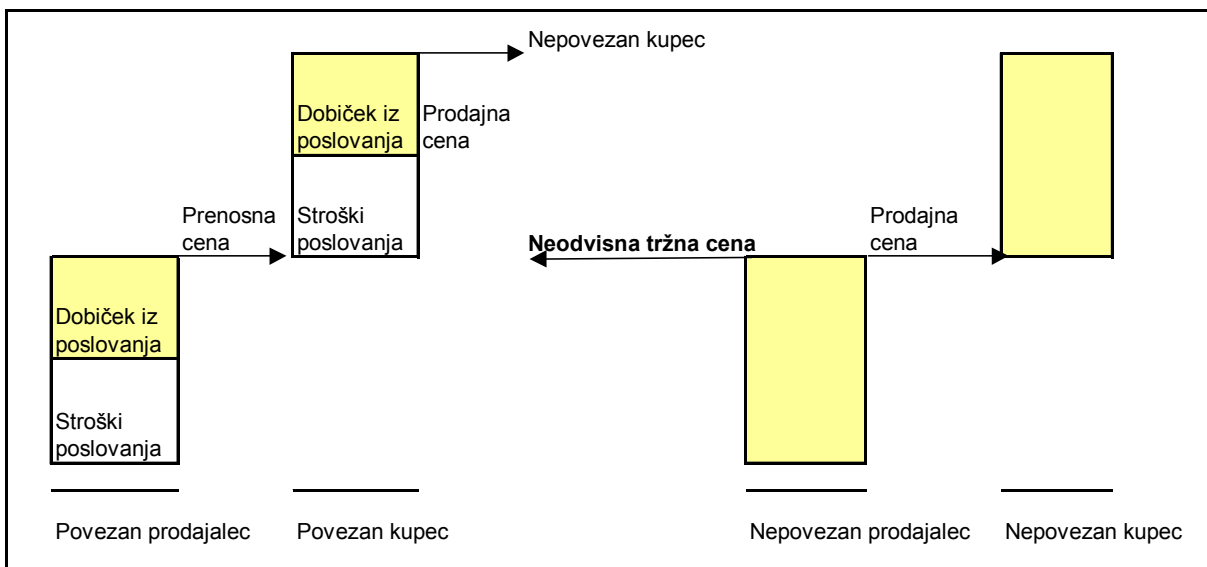 Nepovezan kupec
Dobiček iz
poslovanja
Prodajna
cena
Stroški
poslovanja
Prenosna
cena
Dobiček iz
poslovanja
Stroški
poslovanja
Neodvisna tržna cena
Prodajna
cena
Povezan prodajalec
Povezan kupec
Nepovezan prodajalec
Nepovezan kupec